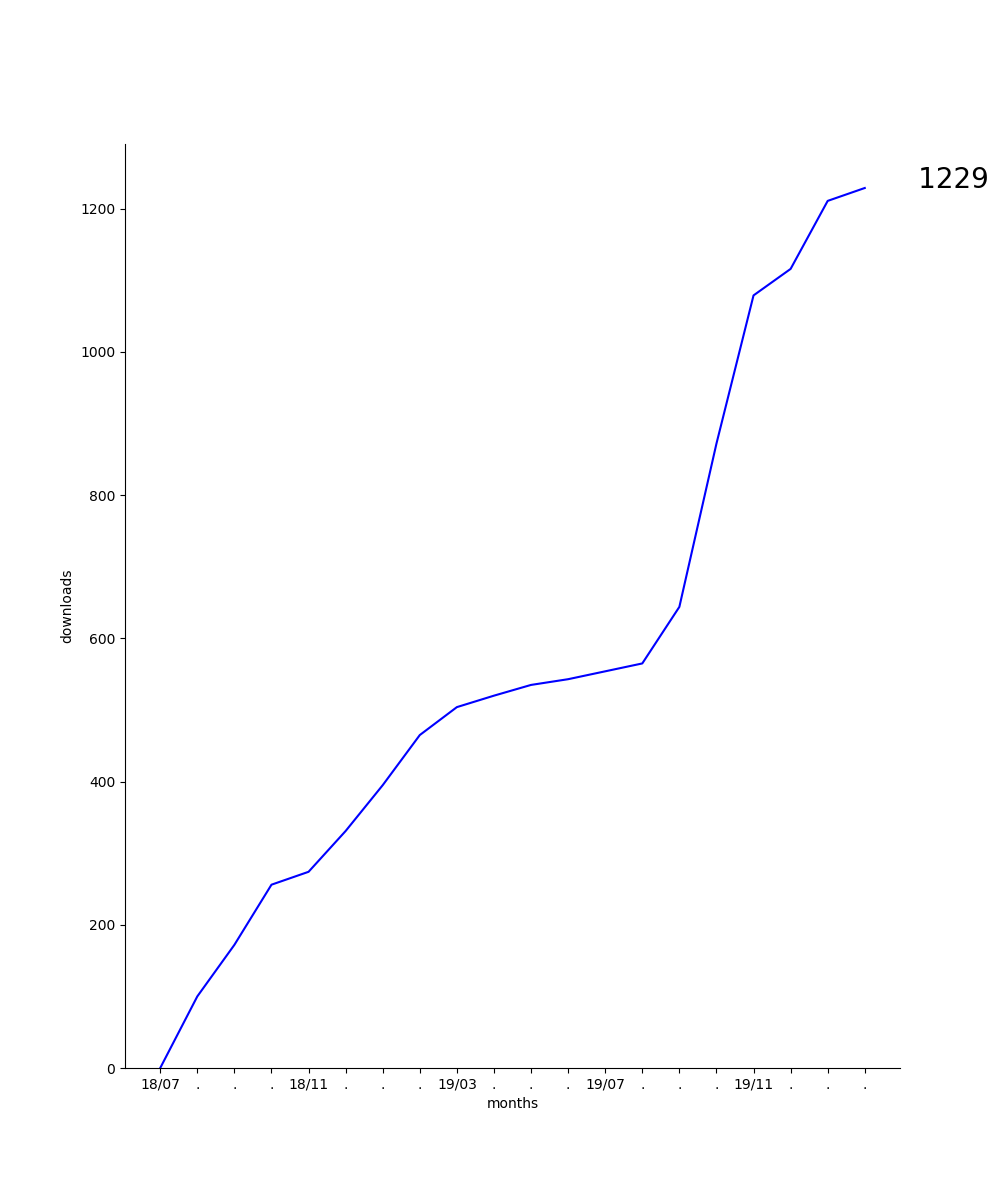 1229
1200
1000
800
600
400
200
0
downloads
18/07 . . . 18/11 . . . 19/03 . . . 19/07 . . . 19/11 . . .
months